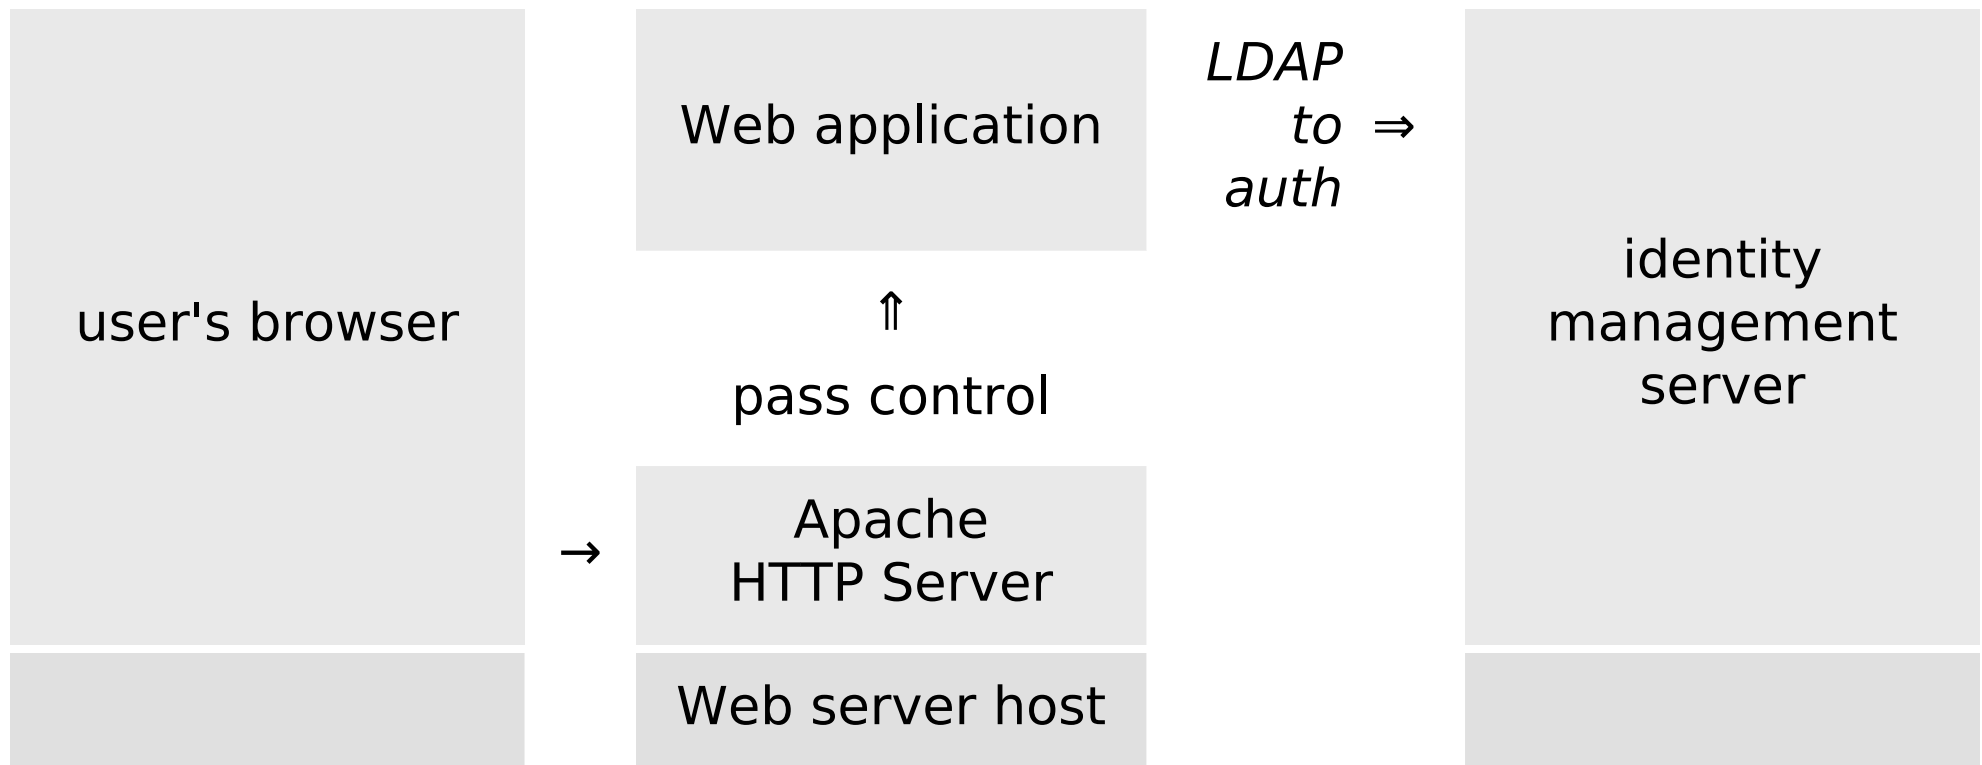 user's browser
→
Web application
⇑
pass control
Apache
HTTP Server
Web server host
LDAP
to ⇒
auth
identity
management
server